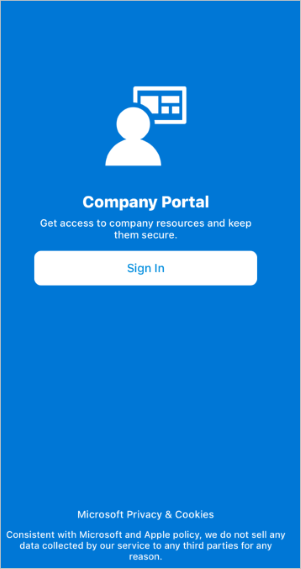 Company Portal
Get access to company resources and keep
them secure.
Sign In
Microsoft Privacy & Cookies
Consistent with Microsoft and Apple policy, we do not sell any
data collected by our service to any third parties for any
reason.